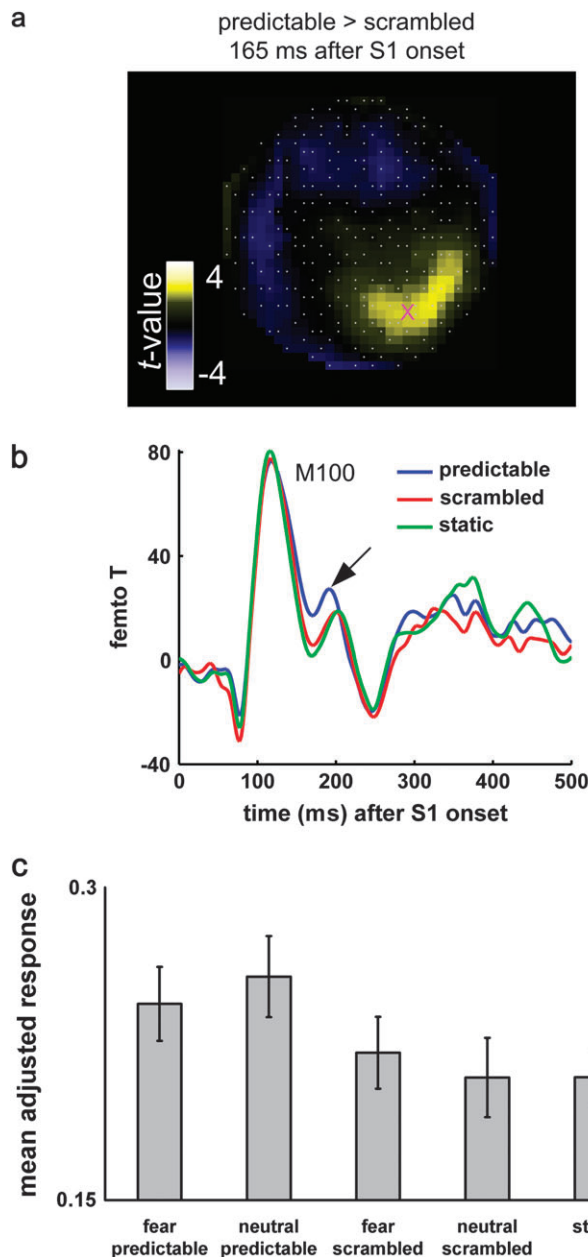 a
predictable > scrambled
165 ms after S1 onset
X
4
t-value
-4
b
80
M100
predictable
scrambled
static
40
femto T
0
-40
0 100 200 300 400 500
time (ms) after S1 onset
c
0.3
mean adjusted response
0.15
fear neutral fear neutral
predictable predictable scrambled scrambled